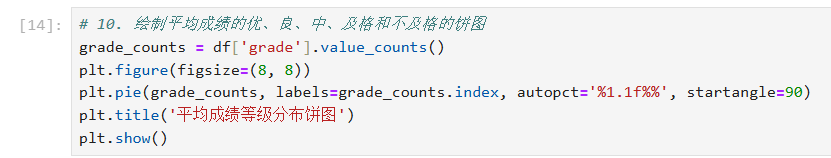 [14]:
# 10. 绘制平均成绩的优、良、中、及格和不及格的饼图
grade_counts = df['grade'].value_counts()
plt.figure(figsize=(8, 8))
plt.pie(grade_counts, labels=grade_counts.index, autopct='%1.1f%%', startangle=90)
plt.title('平均成绩等级分布饼图')
plt.show()